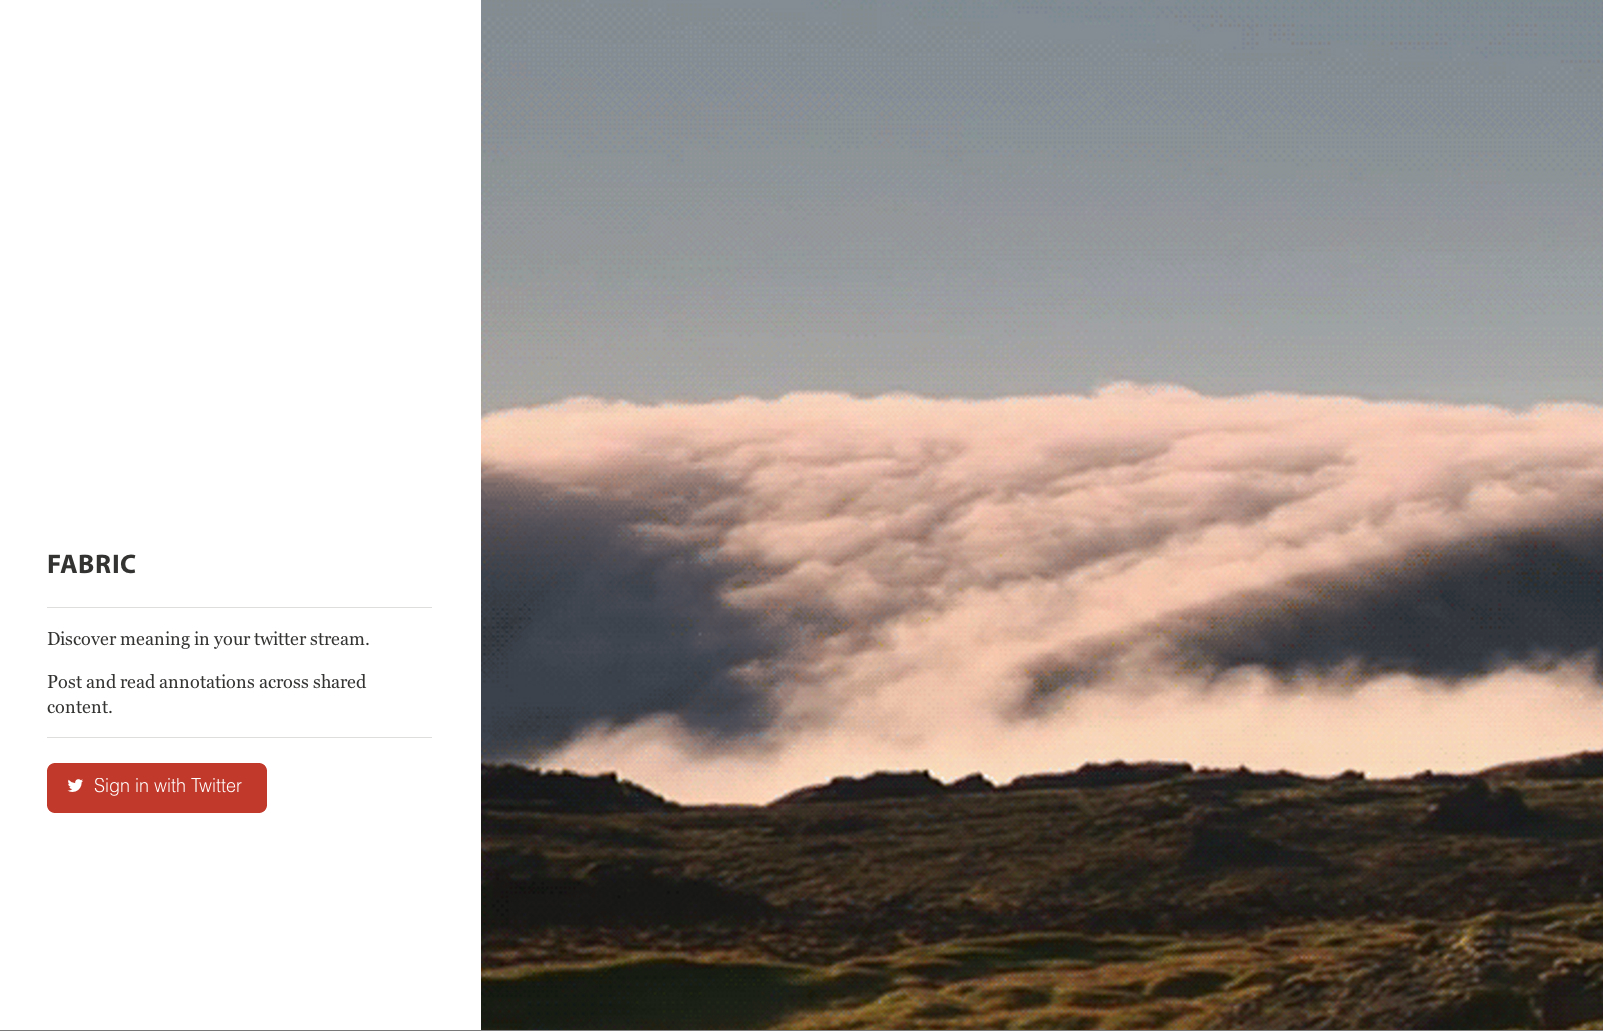 FABRIC
Discover meaning in your twitter stream.
Post and read annotations across shared
content.
Sign in with Twitter